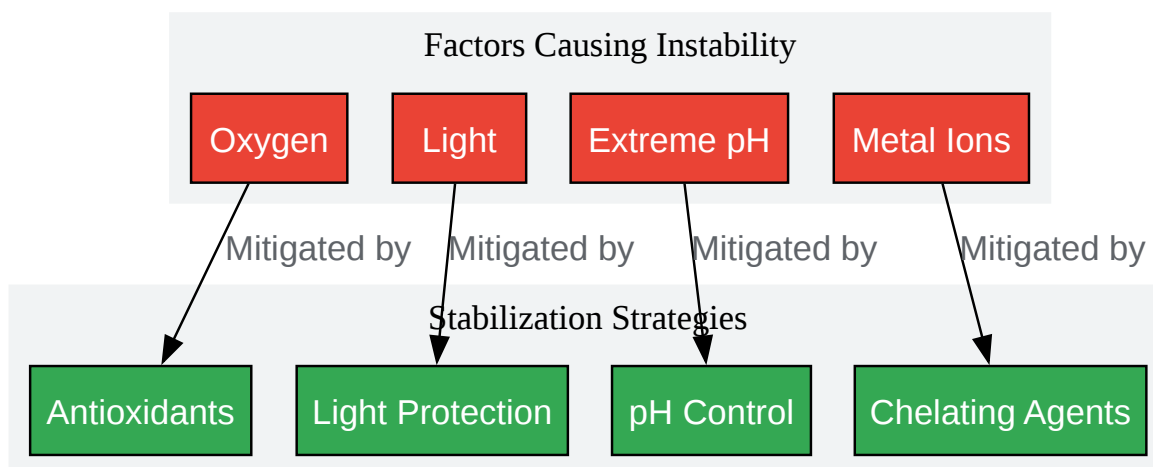 Factors Causing Instability
Oxygen
Light
Extreme pH
Metal Ions
Mitigated by
Mitigated by
Mitigated by
Mitigated by
Stabilization Strategies
Antioxidants
Light Protection
pH Control
Chelating Agents